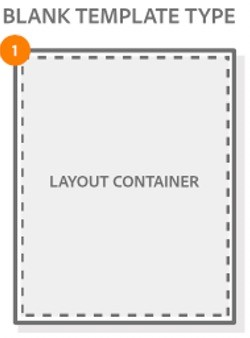 BLANK TEMPLATE TYPE
1
LAYOUT CONTAINER